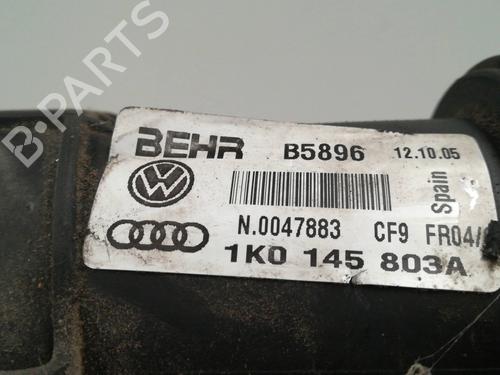 BEHR B5896 12.10.05
Spain
N.0047883 CF9 FR04/
1K0 145 803A
B-PARTS